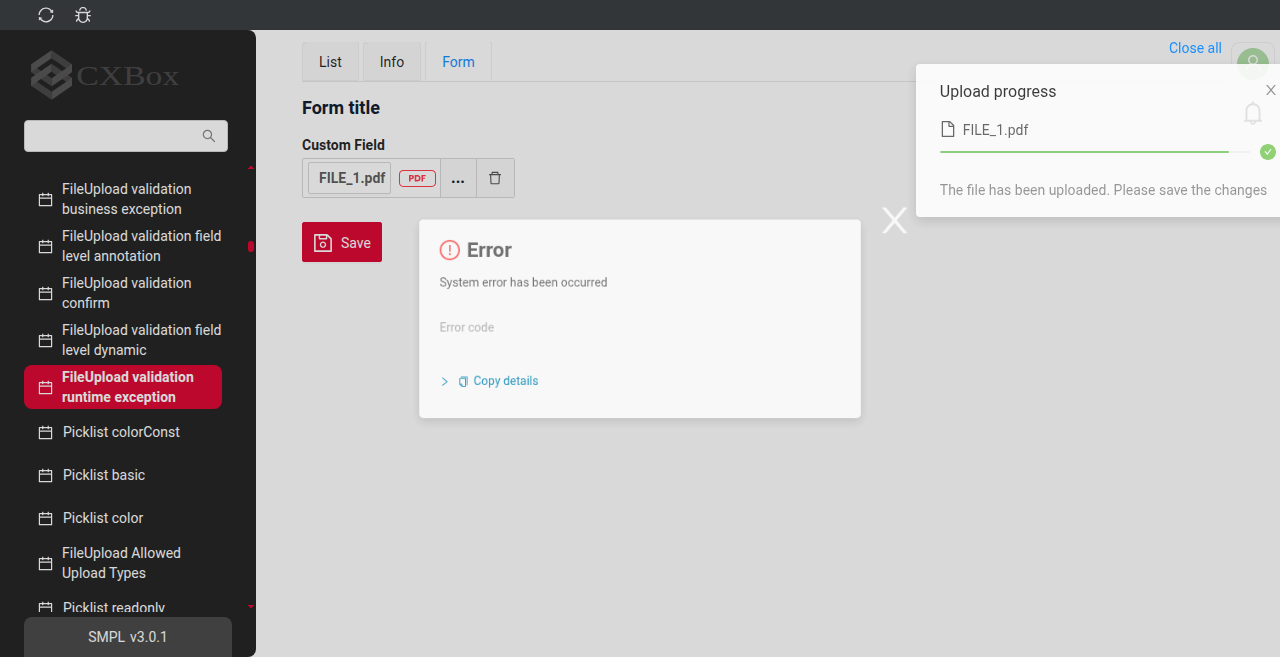 CXBox
FileUpload validation
business exception
FileUpload validation field
level annotation
FileUpload validation
confirm
FileUpload validation field
level dynamic
FileUpload validation
runtime exception
Picklist colorConst
Picklist basic
Picklist color
FileUpload Allowed
Upload Types
Picklist readonly
SMPL v3.0.1
List
Info
Form
Form title
Custom Field
FILE_1.pdf
PDF
...
Save
Error
System error has been occurred
Error code
Copy details
Close all
Upload progress
FILE_1.pdf
The file has been uploaded. Please save the changes